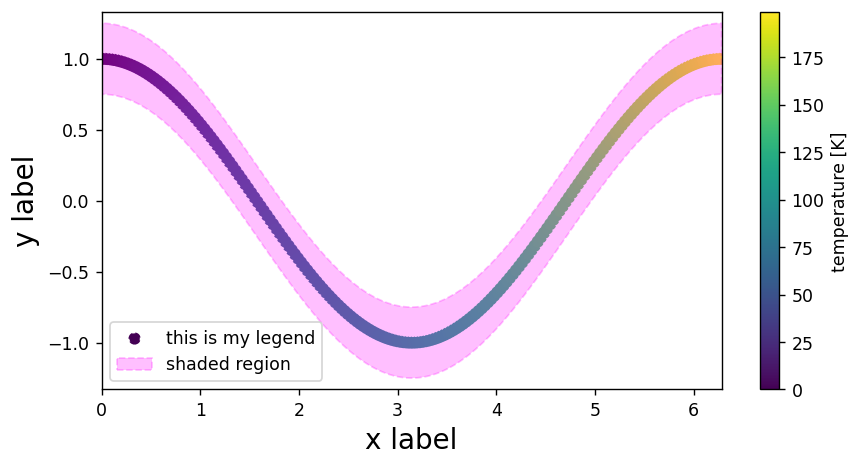 y label
1.0
0.5
0.0
−0.5
−1.0
this is my legend
shaded region
0 1 2 3 4 5 6
x label
175
150
125
100
75
50
25
0
temperature [K]